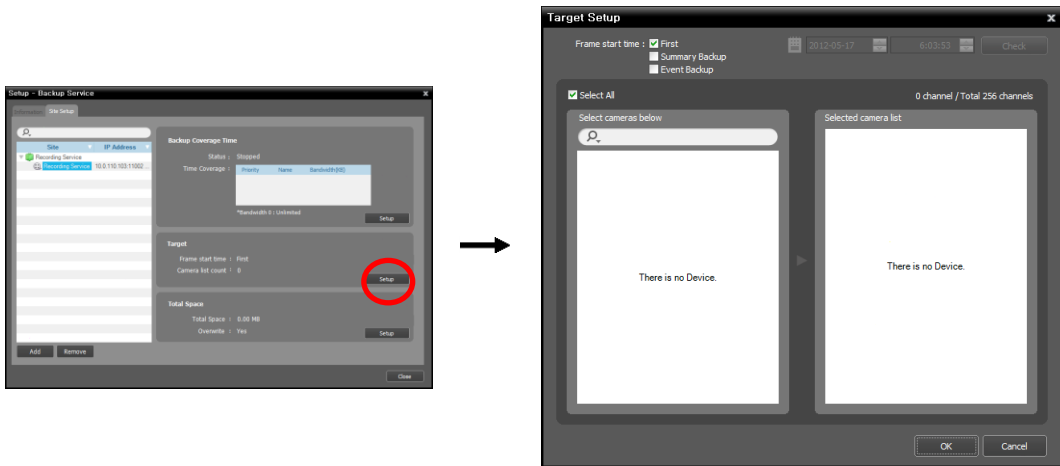 Setup - Backup Service x
Information Site Setup
Site IP Address
Recording Service
Recording Service 10.0.110.103:11002
Backup Coverage Time
Status : Stopped
Time Coverage :
Priority Name Bandwidth(KB)
*Bandwidth 0 : Unlimited
Setup
Target
Frame start time : First
Camera list count : 0
Setup
Total Space
Total Space : 0.00 MB
Overwrite : Yes
Setup
Add Remove
Close
Target Setup x
Frame start time : First 2012-05-17 6:03:53 Check
Summary Backup
Event Backup
Select All 0 channel / Total 256 channels
Select cameras below Selected camera list
There is no Device. There is no Device.
OK Cancel